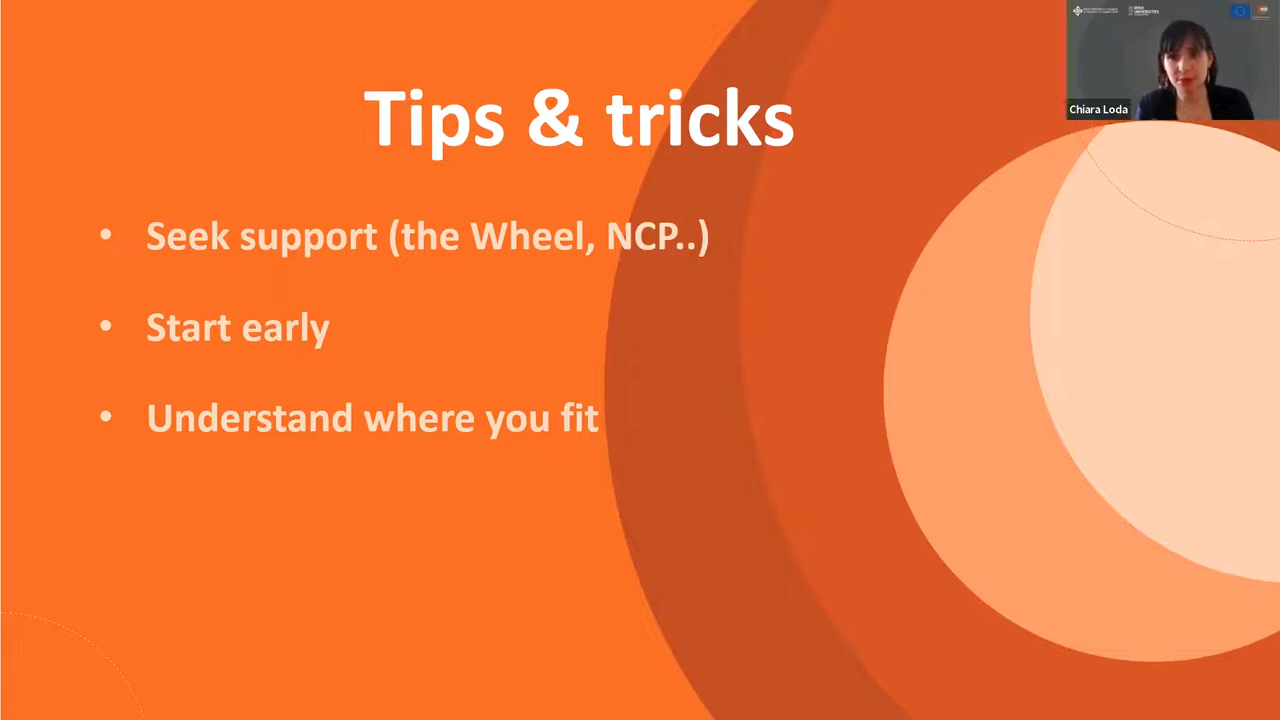 Tips & tricks
• Seek support (the Wheel, NCP..)
• Start early
• Understand where you fit
Chiara Loda